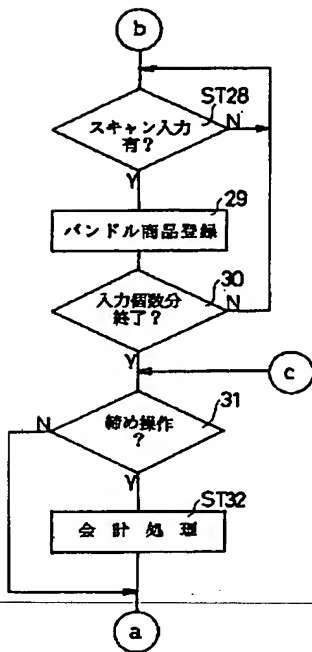 b
ST28
スキャン入力
有?
N
Y
29
バンドル商品登録
30
入力個数分
終了?
N
Y
c
31
締め操作
?
N
Y
ST32
会計処理
a